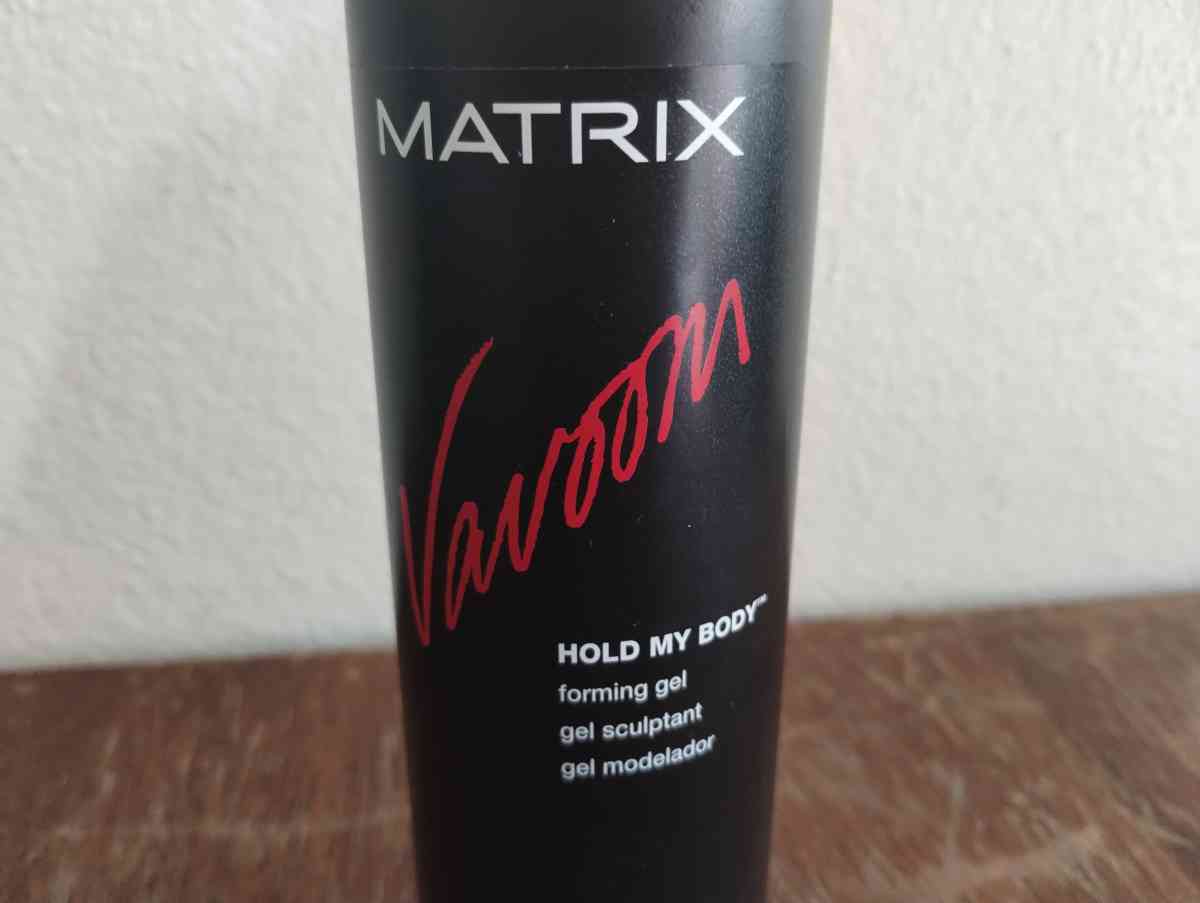 MATRIX
Vavoom
HOLD MY BODY™
forming gel
gel sculptant
gel modelador